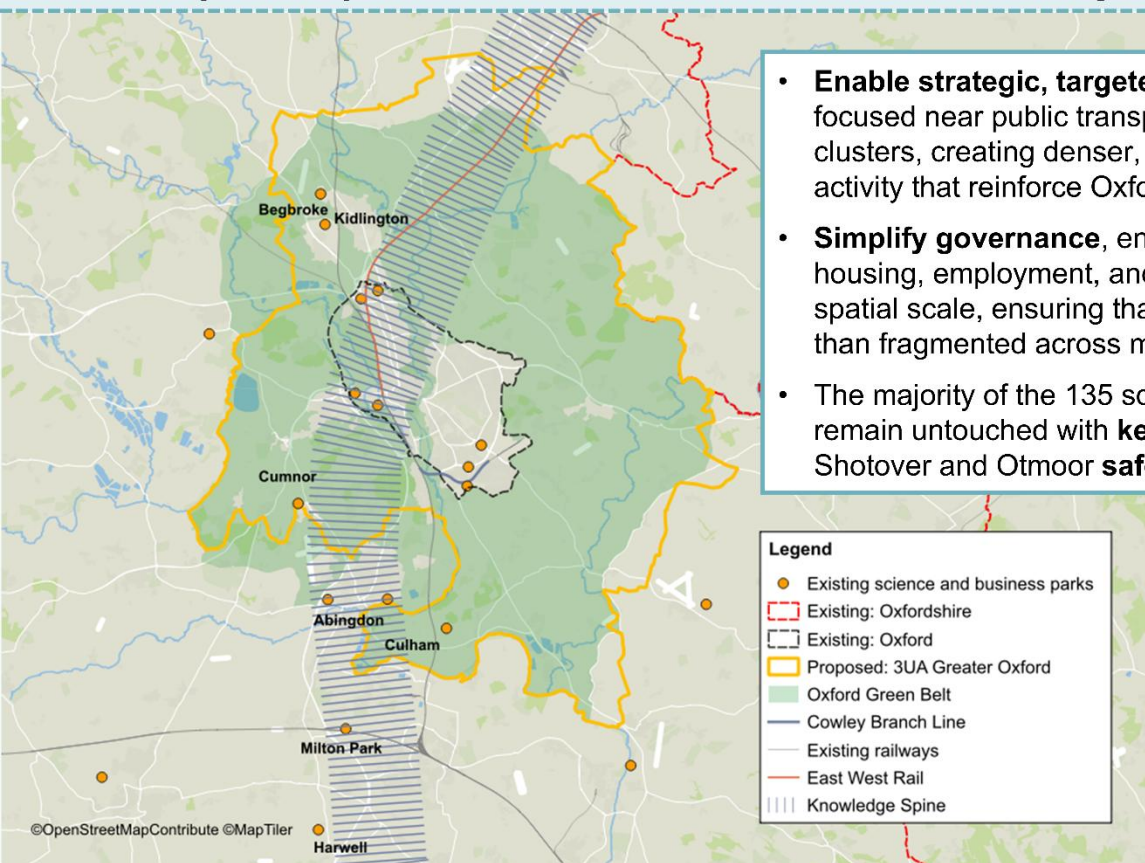 • Enable strategic, targete
focused near public transp
clusters, creating denser,
activity that reinforce Oxfo
• Simplify governance, en
housing, employment, and
spatial scale, ensuring tha
than fragmented across m
• The majority of the 135 sq
remain untouched with ke
Shotover and Otmoor safe
Begbroke
Kidlington
Cumnor
Abingdon
Culham
Milton Park
Harwell
©OpenStreetMapContribute ©MapTiler
Legend
Existing science and business parks
Existing: Oxfordshire
Existing: Oxford
Proposed: 3UA Greater Oxford
Oxford Green Belt
Cowley Branch Line
Existing railways
East West Rail
Knowledge Spine